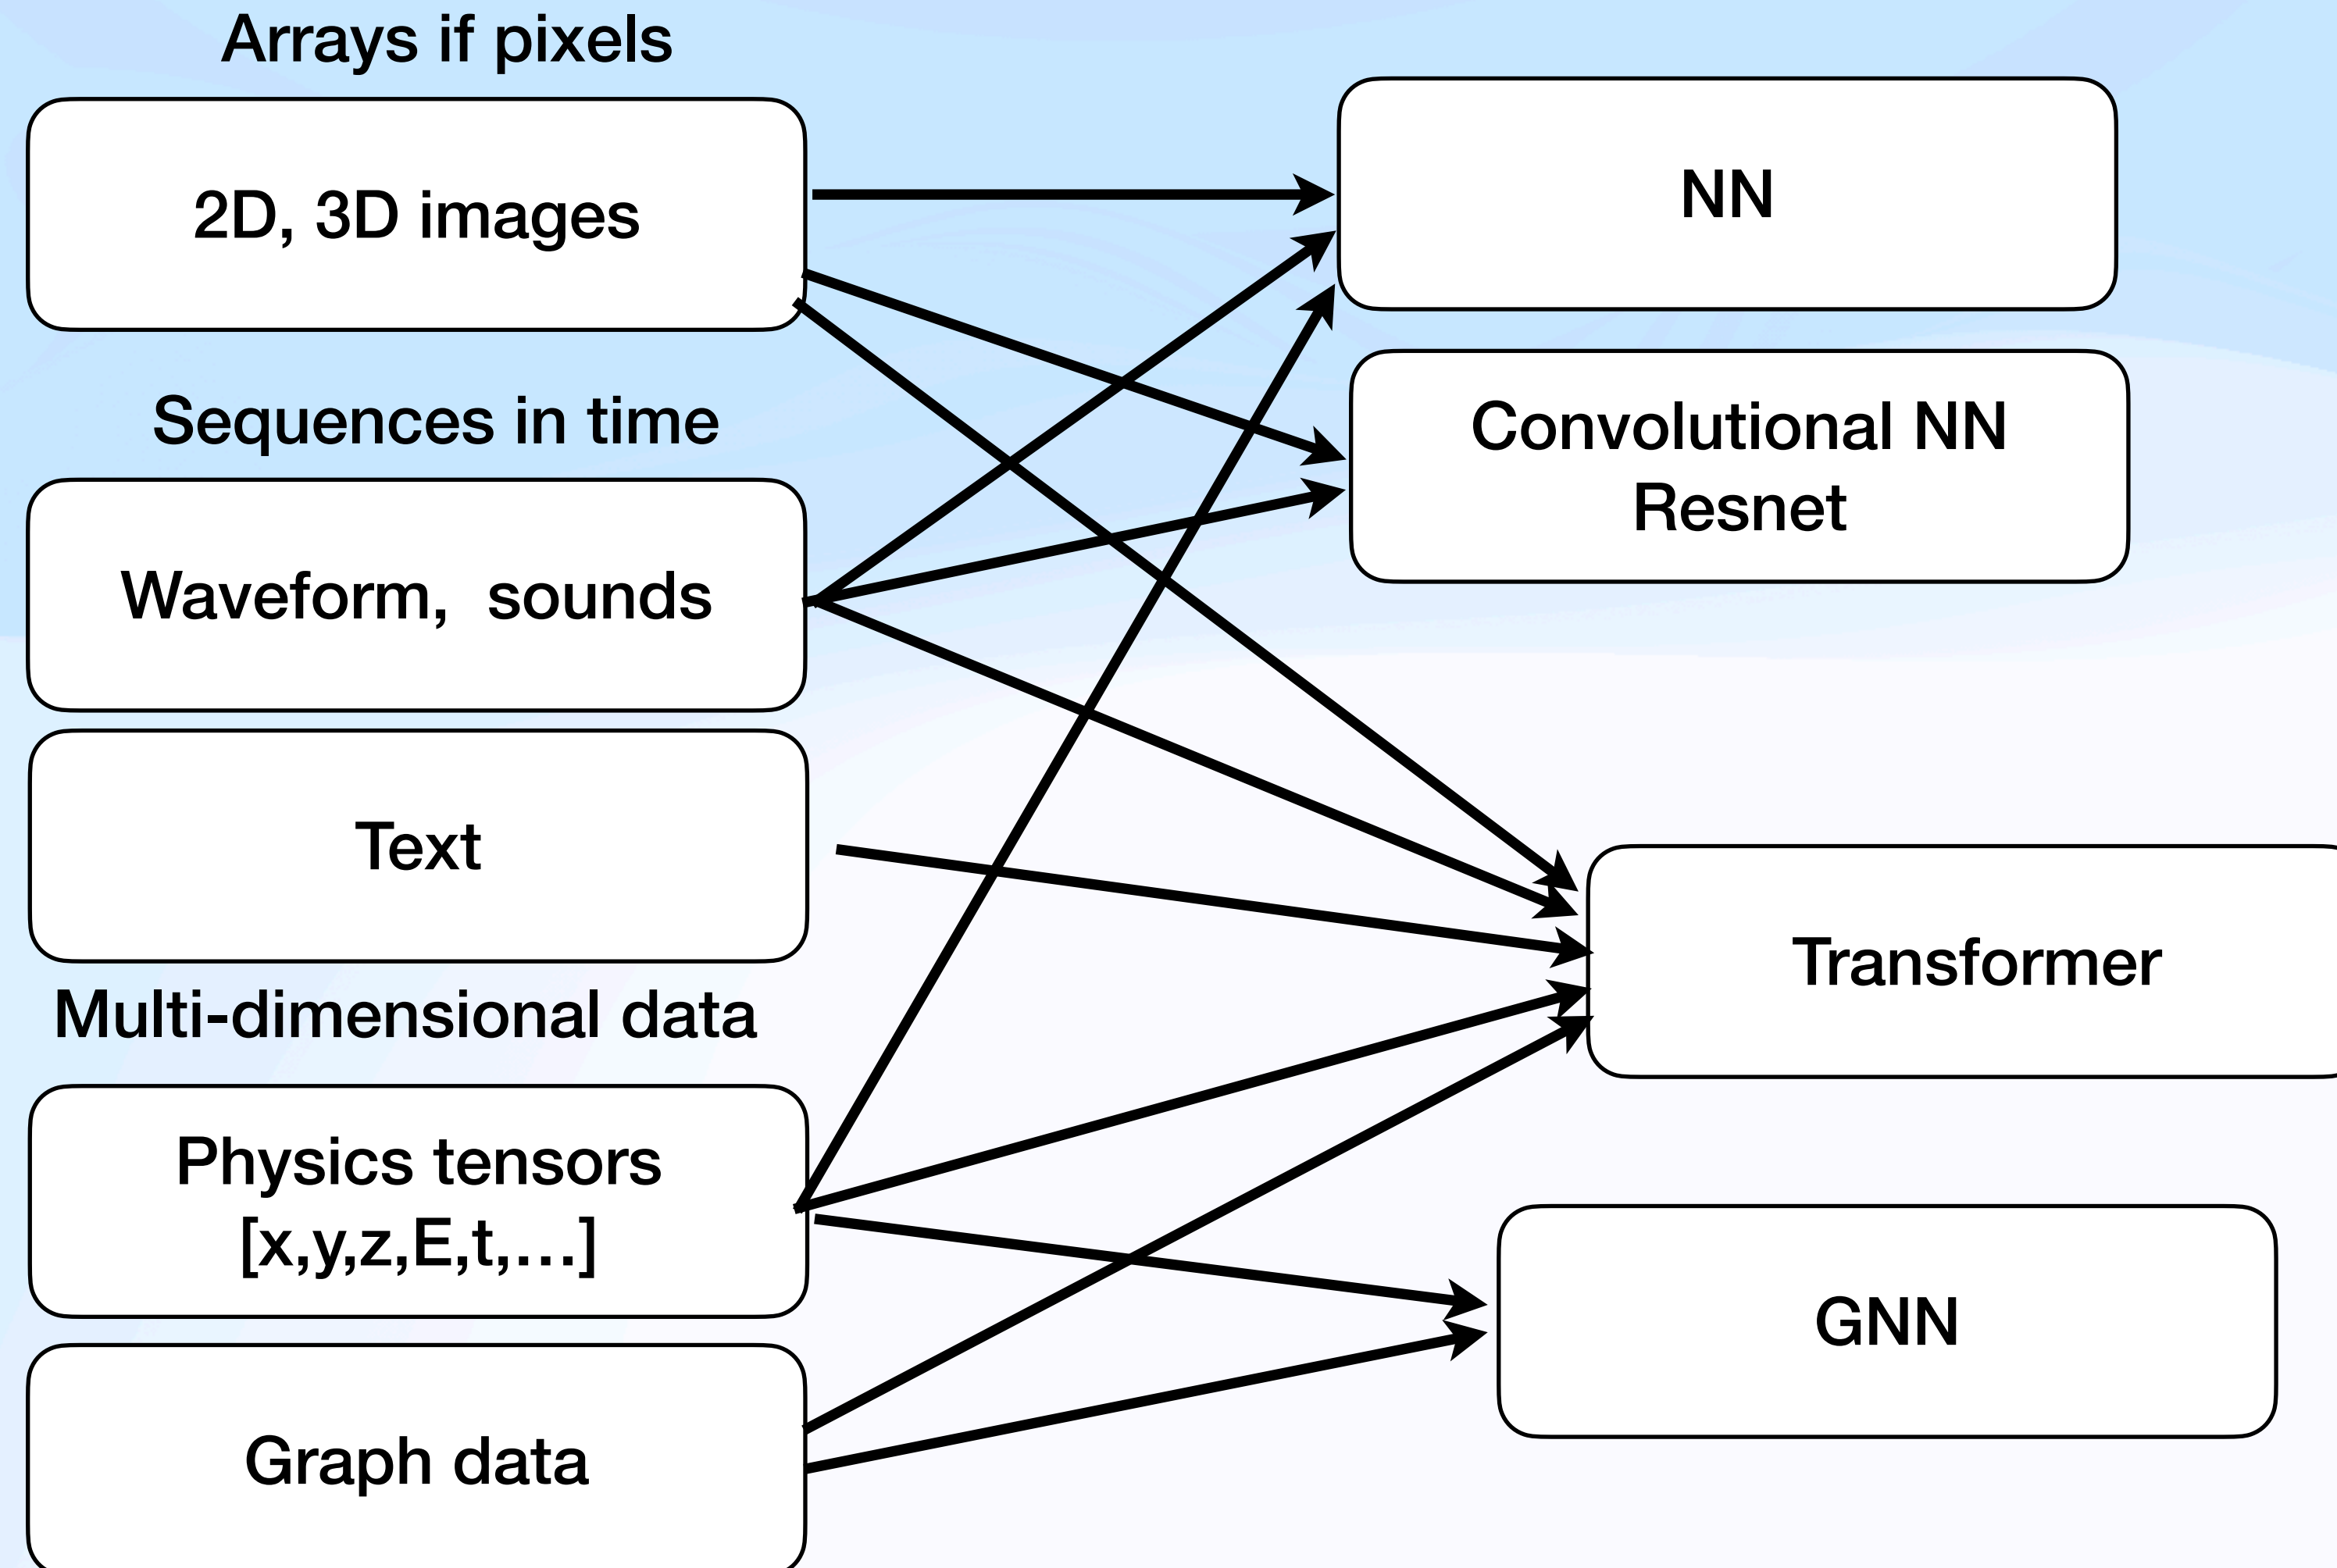 Arrays if pixels
2D, 3D images
Sequences in time
Waveform,  sounds
Text
Multi-dimensional data
Physics tensors
[x,y,z,E,t,…]
Graph data
NN
Convolutional NN
Resnet
Transformer
GNN